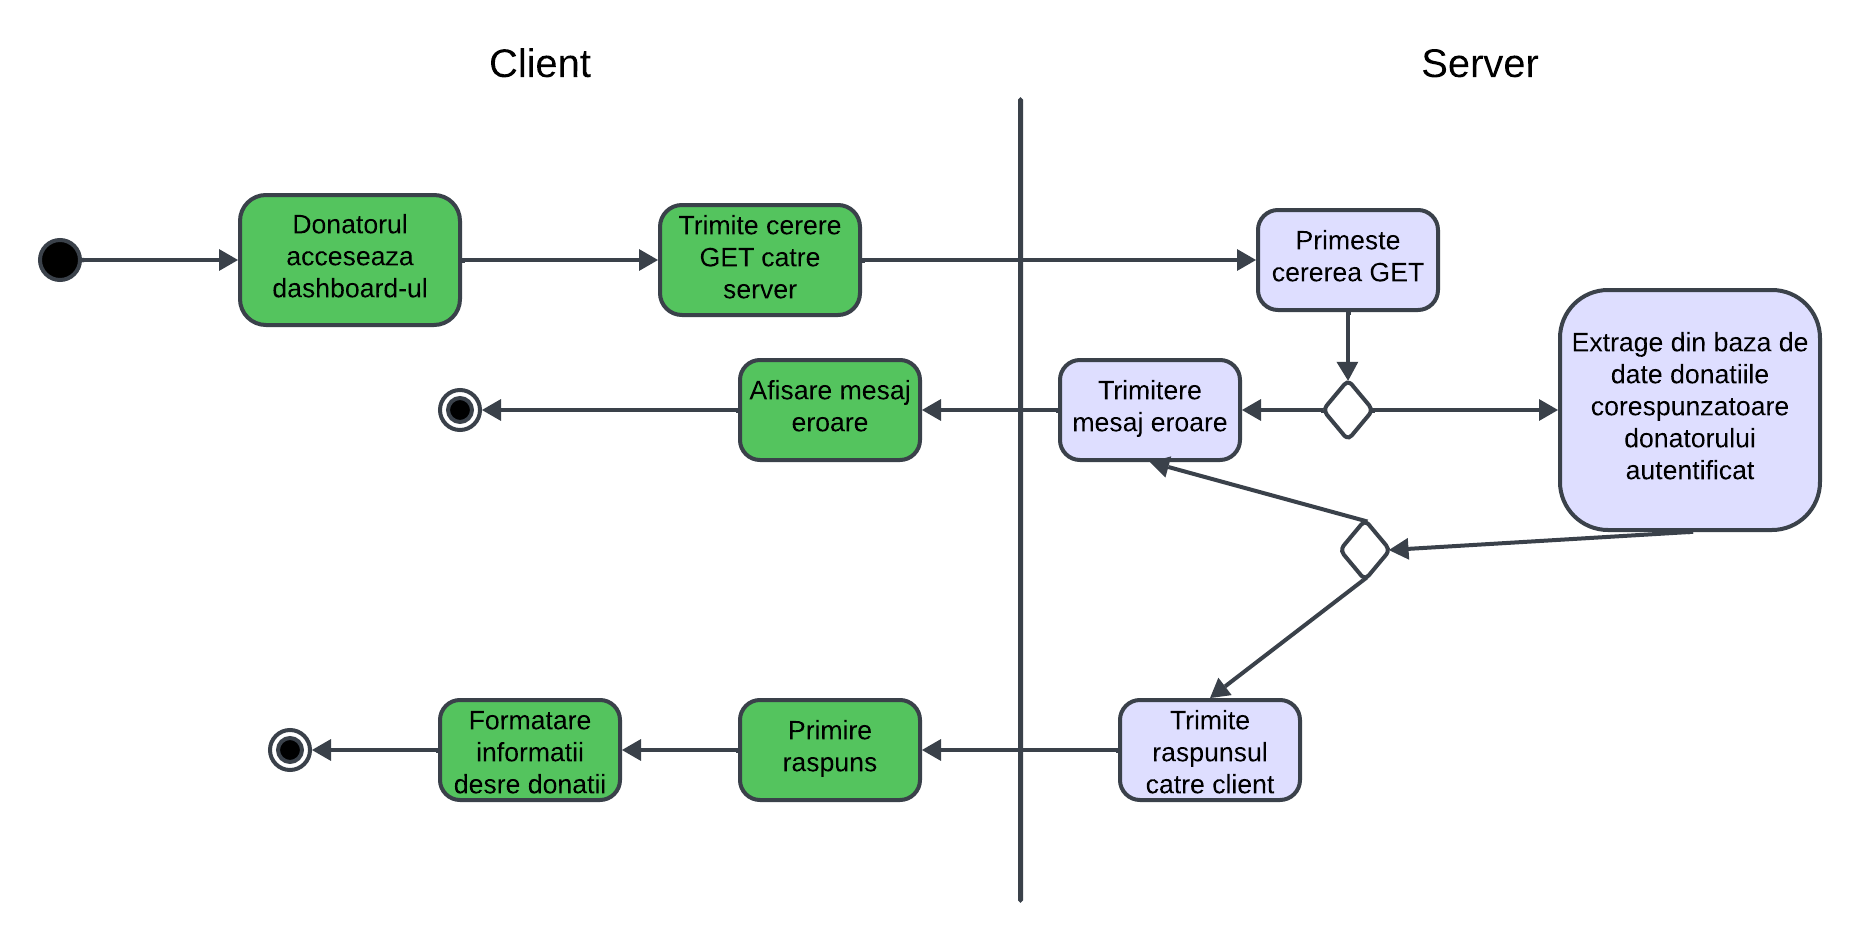 Client
Server
Donatorul
acceseaza
dashboard-ul
Trimite cerere
GET catre
server
Primeste
cererea GET
Extrage din baza de
date donatiile
corespunzatoare
donatorului
autentificat
Trimitere
mesaj eroare
Afisare mesaj
eroare
Trimite
raspunsul
catre client
Primire
raspuns
Formatare
informatii
desre donatii